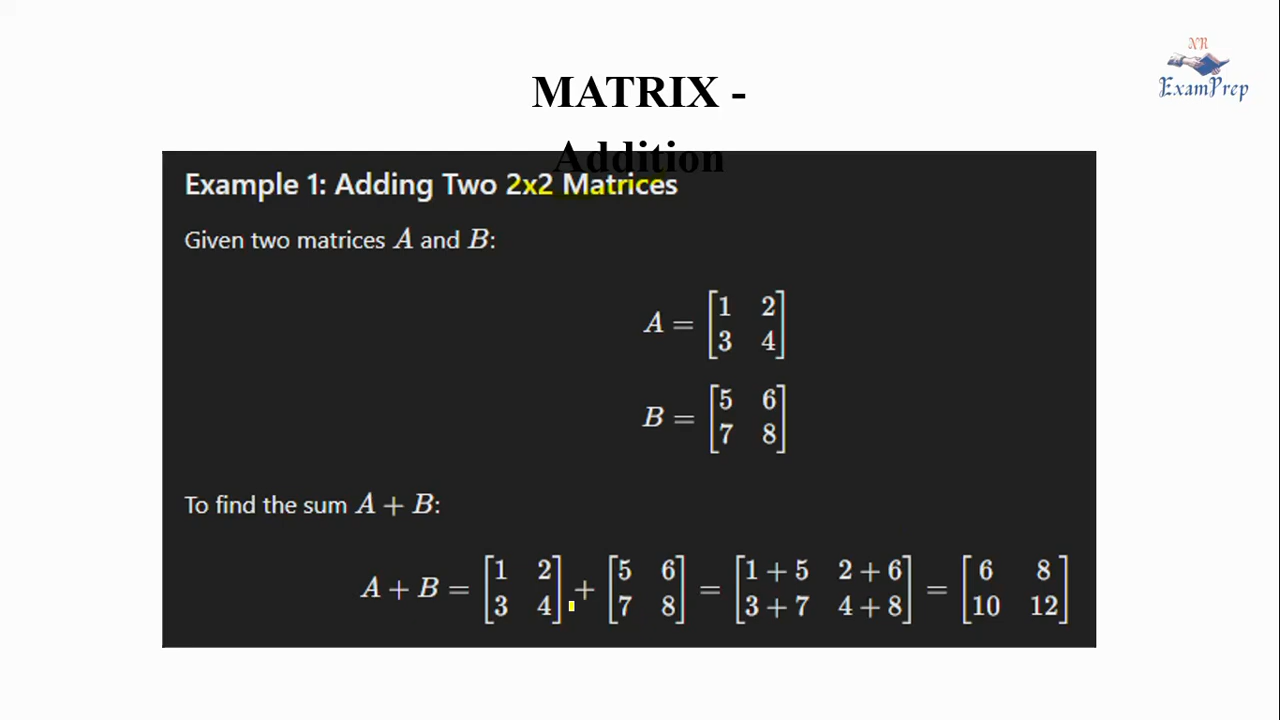 NR
ExamPrep
MATRIX -
Addition
Example 1: Adding Two 2x2 Matrices
Given two matrices A and B:
A = [1 2
3 4]
B = [5 6
7 8]
To find the sum A + B:
A + B = [1 2 + [5 6 = [1 + 5 2 + 6 = [6 8
3 4] 7 8] 3 + 7 4 + 8] 10 12]